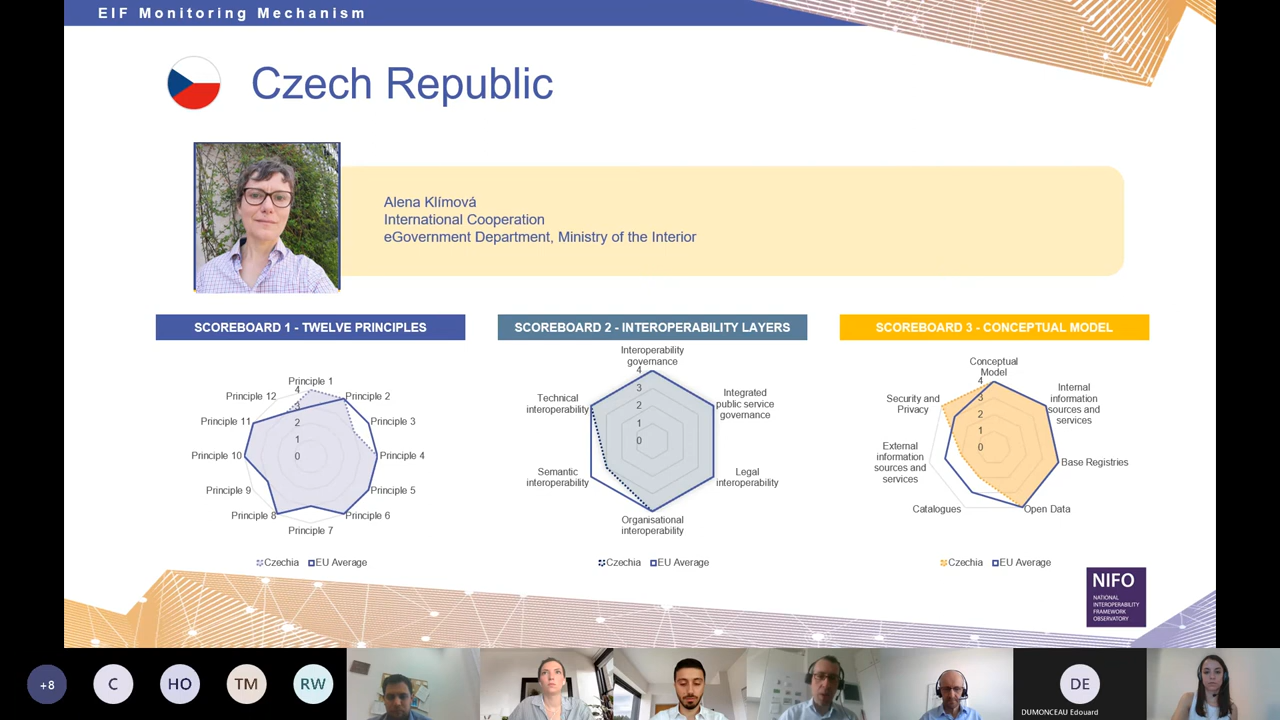 EIF Monitoring Mechanism
Czech Republic
Alena Klímová
International Cooperation
eGovernment Department, Ministry of the Interior
SCOREBOARD 1 - TWELVE PRINCIPLES
Principle 1
Principle 2
Principle 3
Principle 4
Principle 5
Principle 6
Principle 7
Principle 8
Principle 9
Principle 10
Principle 11
Principle 12
4
3
2
1
0
Czechia
EU Average
SCOREBOARD 2 - INTEROPERABILITY LAYERS
Interoperability
governance
Integrated
public service
governance
Legal
interoperability
Organisational
interoperability
Semantic
interoperability
Technical
interoperability
4
3
2
1
0
Czechia
EU Average
SCOREBOARD 3 - CONCEPTUAL MODEL
Conceptual
Model
Internal
information
sources and
services
Base Registries
Open Data
Catalogues
External
information
sources and
services
Security and
Privacy
4
3
2
1
0
Czechia
EU Average
NIFO
NATIONAL
INTEROPERABILITY
FRAMEWORK
OBSERVATORY
+8
C
HO
TM
RW
DE
DUMONCEAU Edouard